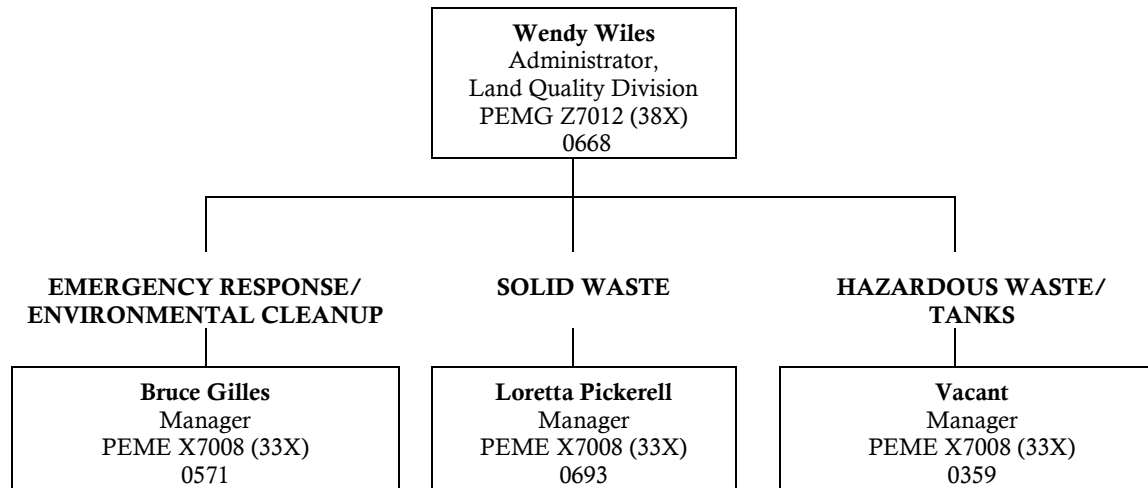 Wendy Wiles
Administrator,
Land Quality Division
PEMG Z7012 (38X)
0668
EMERGENCY RESPONSE/
ENVIRONMENTAL CLEANUP
SOLID WASTE
HAZARDOUS WASTE/
TANKS
Bruce Gilles
Manager
PEME X7008 (33X)
0571
Loretta Pickerell
Manager
PEME X7008 (33X)
0693
Vacant
Manager
PEME X7008 (33X)
0359